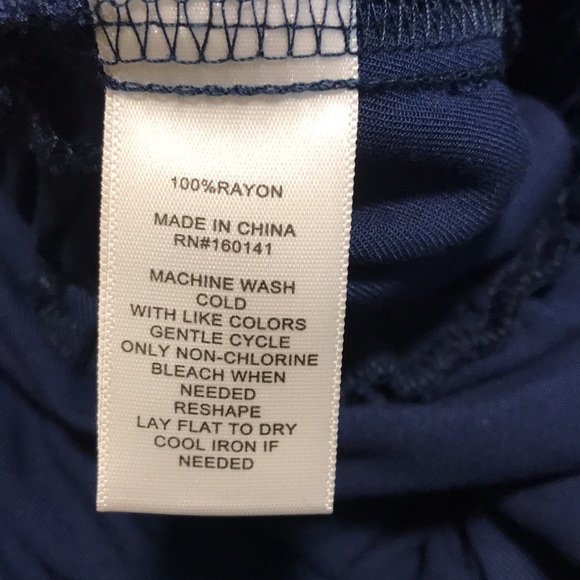 100%RAYON
MADE IN CHINA
RN#160141
MACHINE WASH
COLD
WITH LIKE COLORS
GENTLE CYCLE
ONLY NON-CHLORINE
BLEACH WHEN
NEEDED
RESHAPE
LAY FLAT TO DRY
COOL IRON IF
NEEDED